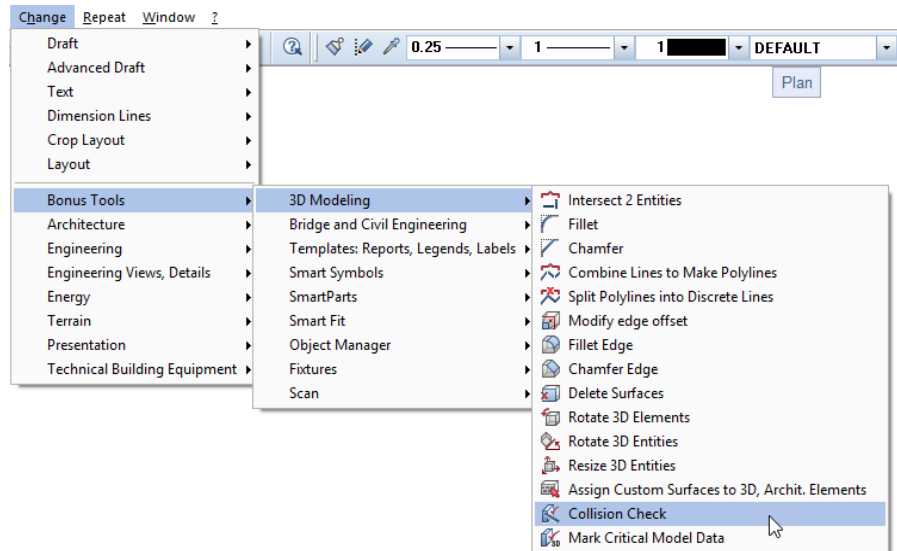 Change Repeat Window ?
0.25 1 1 DEFAULT
Plan
Draft
Advanced Draft
Text
Dimension Lines
Crop Layout
Layout
Bonus Tools
Architecture
Engineering
Engineering Views, Details
Energy
Terrain
Presentation
Technical Building Equipment
3D Modeling
Bridge and Civil Engineering
Templates: Reports, Legends, Labels
Smart Symbols
SmartParts
Smart Fit
Object Manager
Fixtures
Scan
Intersect 2 Entities
Fillet
Chamfer
Combine Lines to Make Polylines
Split Polylines into Discrete Lines
Modify edge offset
Fillet Edge
Chamfer Edge
Delete Surfaces
Rotate 3D Elements
Rotate 3D Entities
Resize 3D Entities
Assign Custom Surfaces to 3D, Archit. Elements
Collision Check
Mark Critical Model Data